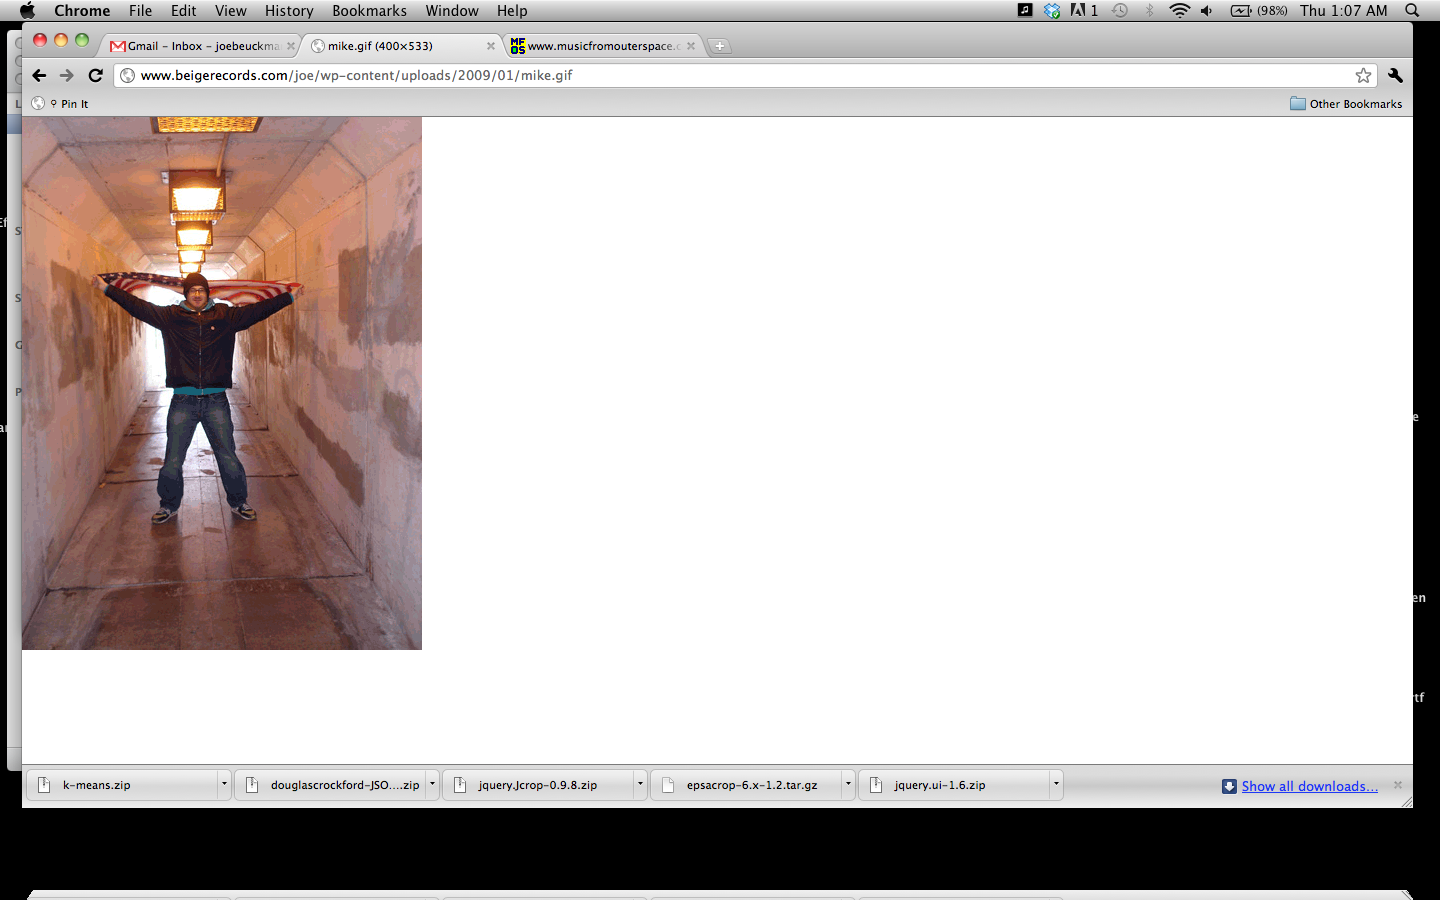 Chrome File Edit View History Bookmarks Window Help 1 (98%) Thu 1:07 AM
Gmail – Inbox – joebeuckma mike.gif (400×533) MF OS www.musicfromouterspace.c
www.beigerecords.com/joe/wp-content/uploads/2009/01/mike.gif
Pin It Other Bookmarks
k-means.zip douglascrockford-JSO....zip jquery.Jcrop-0.9.8.zip epsacrop-6.x-1.2.tar.gz jquery.ui-1.6.zip Show all downloads...